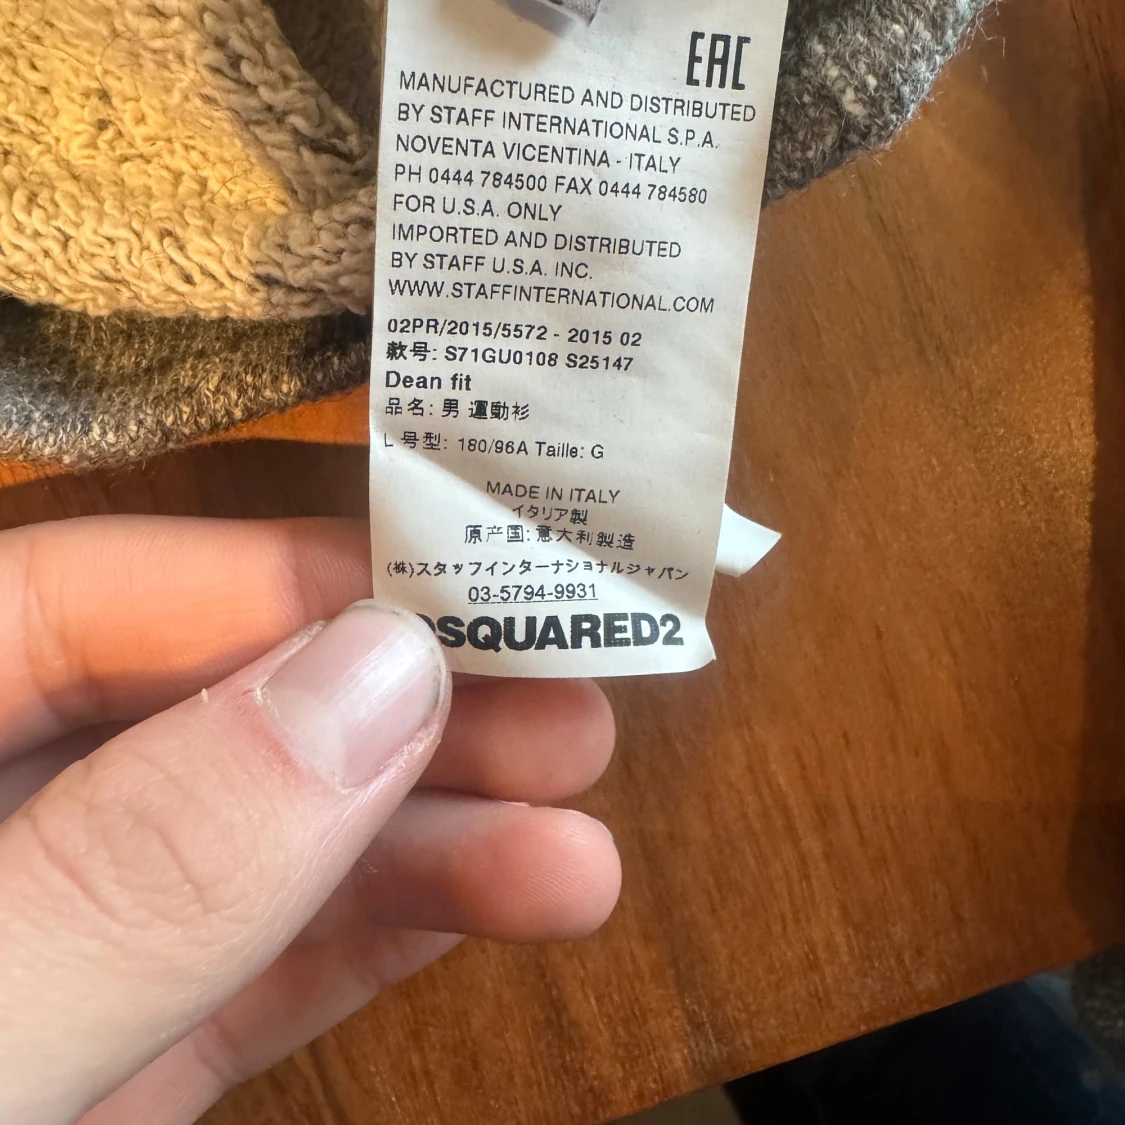 EAC
MANUFACTURED AND DISTRIBUTED
BY STAFF INTERNATIONAL S.P.A.
NOVENTA VICENTINA - ITALY
PH 0444 784500 FAX 0444 784580
FOR U.S.A. ONLY
IMPORTED AND DISTRIBUTED
BY STAFF U.S.A. INC.
WWW.STAFFINTERNATIONAL.COM
02PR/2015/5572 - 2015 02
款号: S71GU0108 S25147
Dean fit
品名: 男 運動衫
L 号型: 180/96A Taille: G
MADE IN ITALY
イタリア製
原产国: 意大利製造
(株)スタッフインターナショナルジャパン
03-5794-9931
DSQUARED2